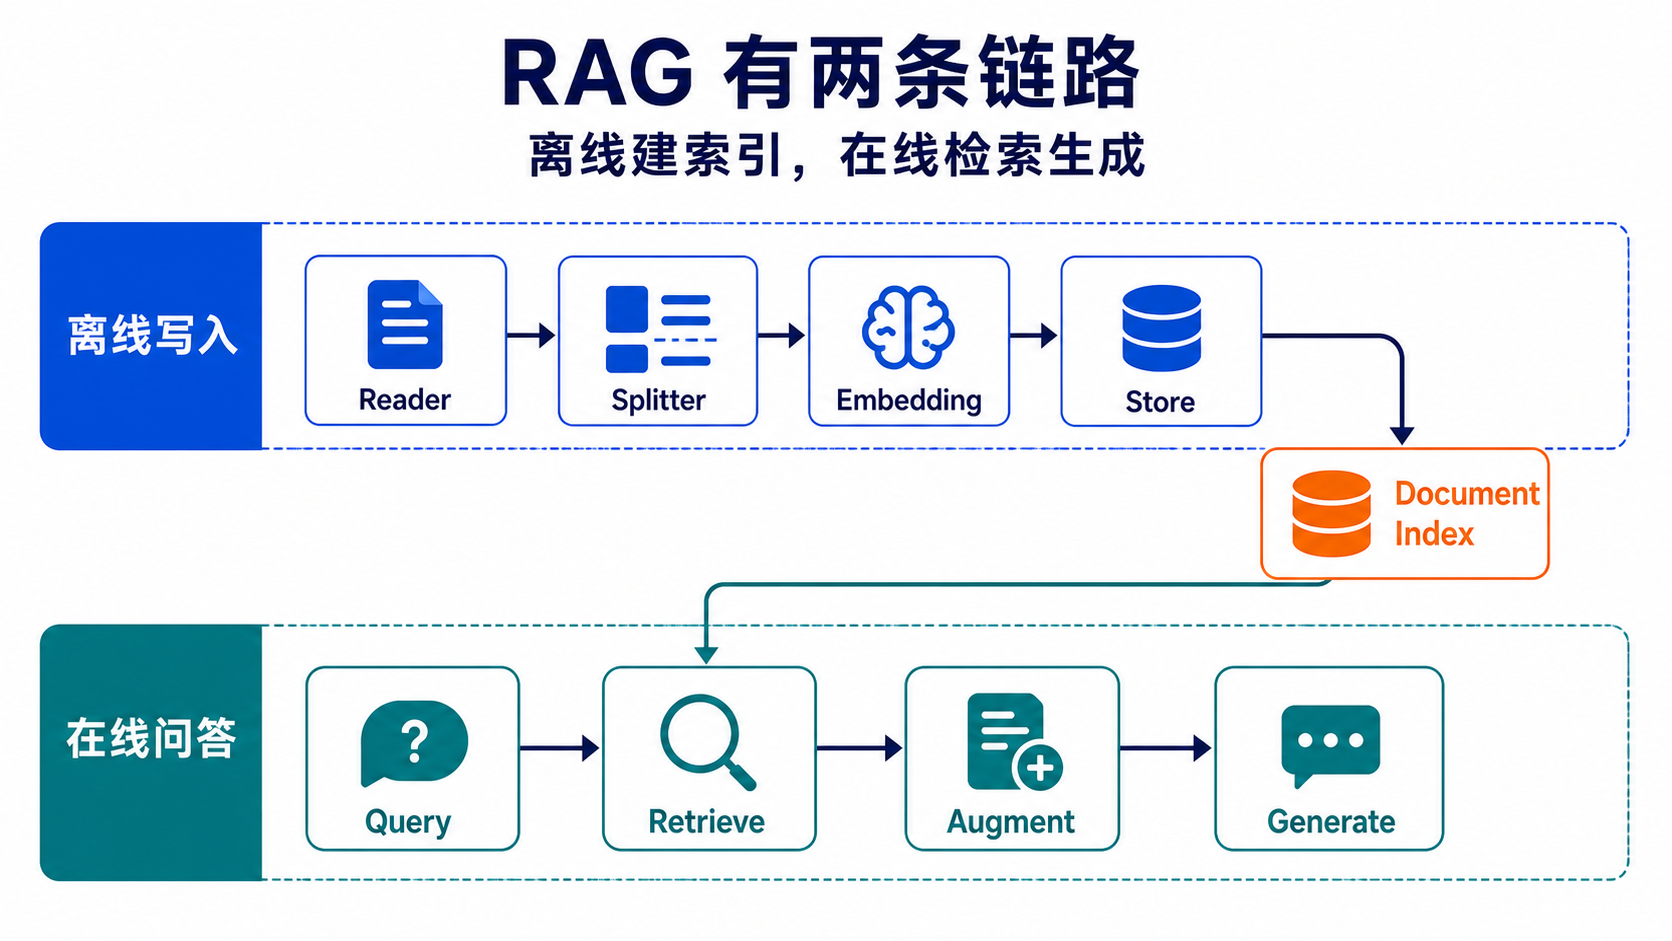 RAG 有两条链路
离线建索引，在线检索生成
离线写入
Reader
Splitter
Embedding
Store
Document
Index
在线问答
?
Query
Retrieve
Augment
Generate